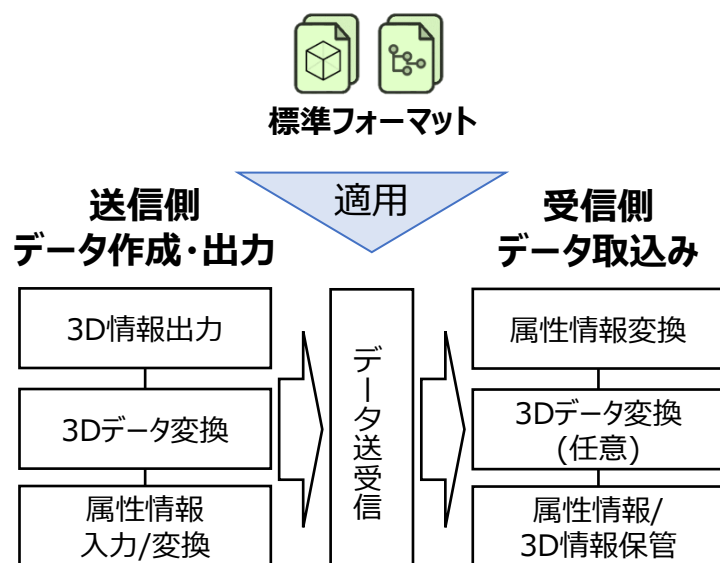 標準フォーマット
適用
送信側
データ作成・出力
3D情報出力
3Dデータ変換
属性情報
入力/変換
データ送受信
受信側
データ取込み
属性情報変換
3Dデータ変換
(任意)
属性情報/
3D情報保管